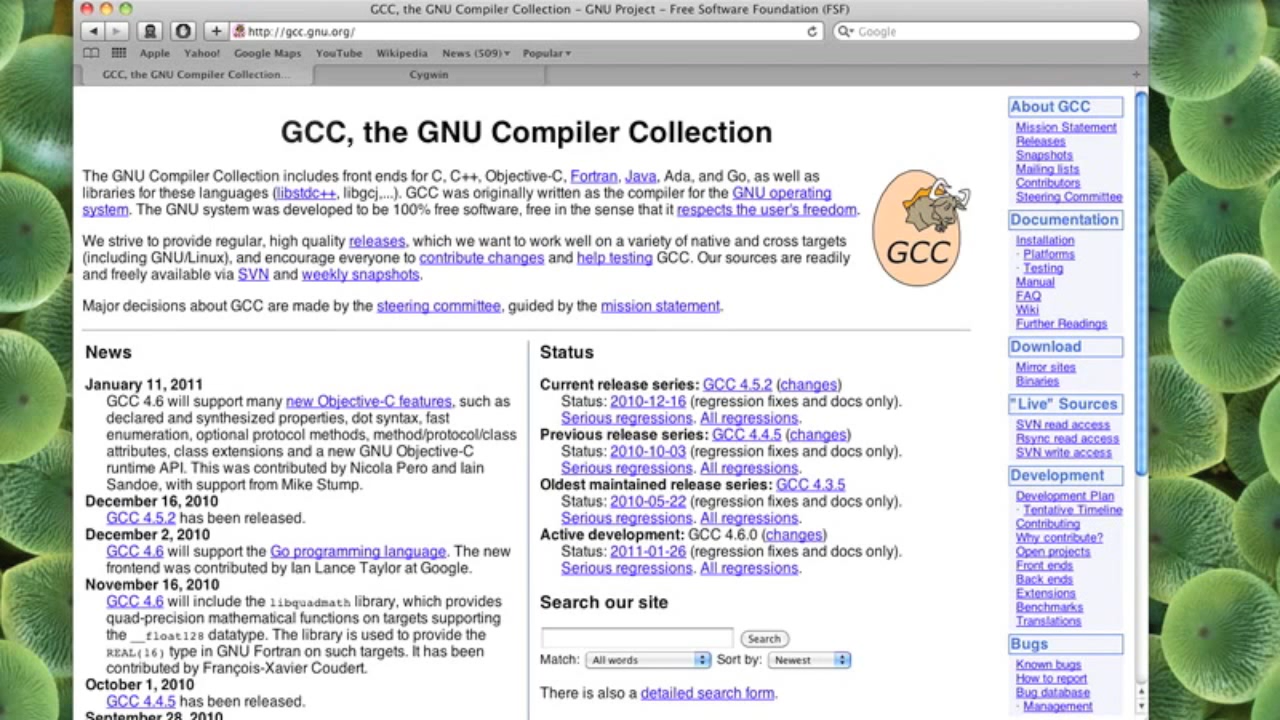 GCC, the GNU Compiler Collection – GNU Project – Free Software Foundation (FSF)
http://gcc.gnu.org/
Google
Apple Yahoo! Google Maps YouTube Wikipedia News (509) Popular
GCC, the GNU Compiler Collection...
Cygwin
GCC, the GNU Compiler Collection
The GNU Compiler Collection includes front ends for C, C++, Objective-C, Fortran, Java, Ada, and Go, as well as
libraries for these languages (libstdc++, libgcj,...). GCC was originally written as the compiler for the GNU operating
system. The GNU system was developed to be 100% free software, free in the sense that it respects the user's freedom.
We strive to provide regular, high quality releases, which we want to work well on a variety of native and cross targets
(including GNU/Linux), and encourage everyone to contribute changes and help testing GCC. Our sources are readily
and freely available via SVN and weekly snapshots.
Major decisions about GCC are made by the steering committee, guided by the mission statement.
GCC
News
January 11, 2011
GCC 4.6 will support many new Objective-C features, such as
declared and synthesized properties, dot syntax, fast
enumeration, optional protocol methods, method/protocol/class
attributes, class extensions and a new GNU Objective-C
runtime API. This was contributed by Nicola Pero and Iain
Sandoe, with support from Mike Stump.
December 16, 2010
GCC 4.5.2 has been released.
December 2, 2010
GCC 4.6 will support the Go programming language. The new
frontend was contributed by Ian Lance Taylor at Google.
November 16, 2010
GCC 4.6 will include the libquadmath library, which provides
quad-precision mathematical functions on targets supporting
the __float128 datatype. The library is used to provide the
REAL(16) type in GNU Fortran on such targets. It has been
contributed by François-Xavier Coudert.
October 1, 2010
GCC 4.4.5 has been released.
September 28, 2010
Status
Current release series: GCC 4.5.2 (changes)
Status: 2010-12-16 (regression fixes and docs only).
Serious regressions. All regressions.
Previous release series: GCC 4.4.5 (changes)
Status: 2010-10-03 (regression fixes and docs only).
Serious regressions. All regressions.
Oldest maintained release series: GCC 4.3.5
Status: 2010-05-22 (regression fixes and docs only).
Serious regressions. All regressions.
Active development: GCC 4.6.0 (changes)
Status: 2011-01-26 (regression fixes and docs only).
Serious regressions. All regressions.
Search our site
Search
Match: All words Sort by: Newest
There is also a detailed search form.
About GCC
Mission Statement
Releases
Snapshots
Mailing lists
Contributors
Steering Committee
Documentation
Installation
· Platforms
· Testing
Manual
FAQ
Wiki
Further Readings
Download
Mirror sites
Binaries
"Live" Sources
SVN read access
Rsync read access
SVN write access
Development
Development Plan
· Tentative Timeline
Contributing
Why contribute?
Open projects
Front ends
Back ends
Extensions
Benchmarks
Translations
Bugs
Known bugs
How to report
Bug database
· Management